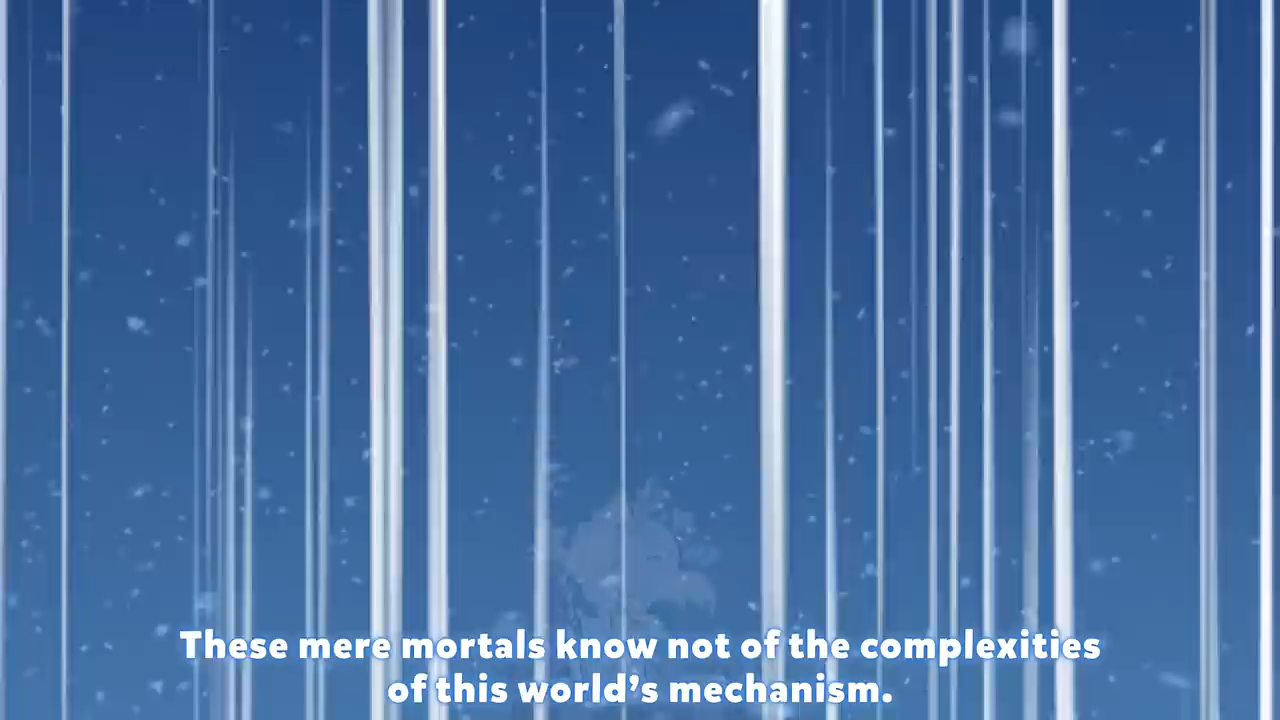 These mere mortals know not of the complexities
of this world’s mechanism.